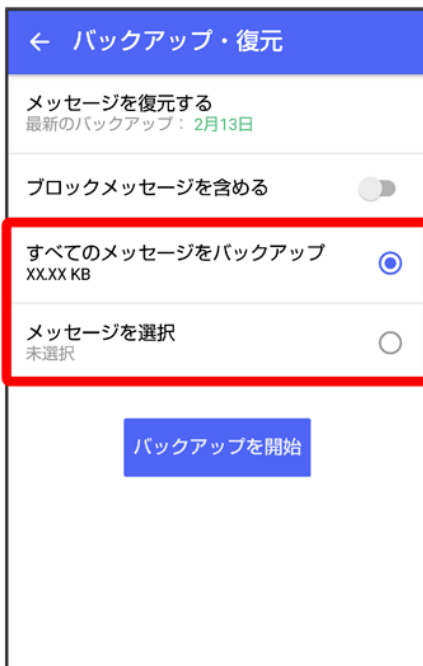 ← バックアップ・復元
メッセージを復元する
最新のバックアップ： 2月13日
ブロックメッセージを含める
すべてのメッセージをバックアップ
XX.XX KB
メッセージを選択
未選択
バックアップを開始